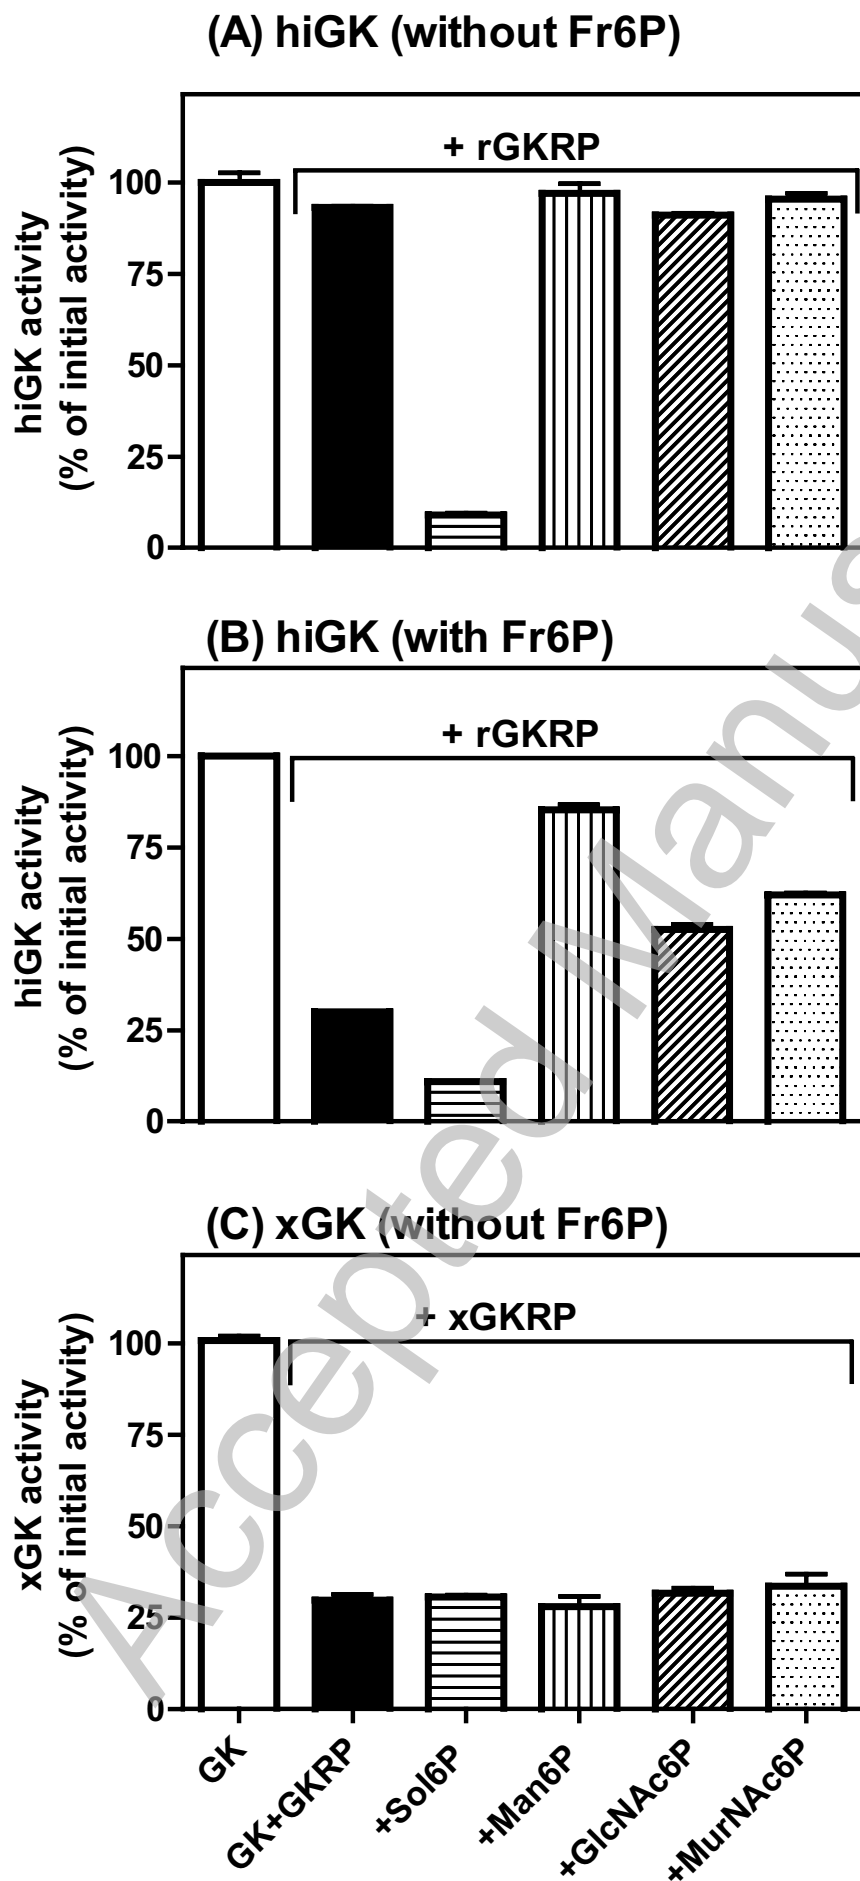 (A) hiGK (without Fr6P)
+ rGKRP
hiGK activity
(% of initial activity)
100
75
50
25
0
(B) hiGK (with Fr6P)
+ rGKRP
hiGK activity
(% of initial activity)
100
75
50
25
0
(C) xGK (without Fr6P)
+ xGKRP
xGK activity
(% of initial activity)
100
75
50
25
0
GK
GK+GKRP
+Sol6P
+Man6P
+GlcNAc6P
+MurNAc6P
Accepted Manus